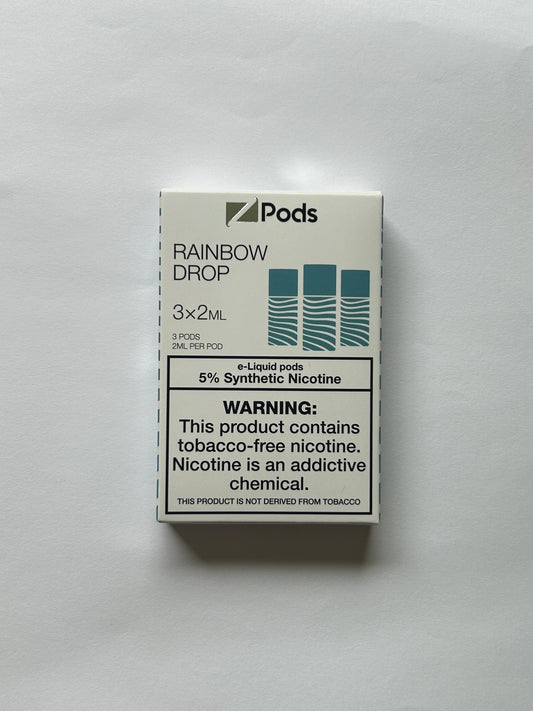 Z Pods
RAINBOW
DROP
3×2ML
3 PODS
2ML PER POD
e-Liquid pods
5% Synthetic Nicotine
WARNING:
This product contains
tobacco-free nicotine.
Nicotine is an addictive
chemical.
THIS PRODUCT IS NOT DERIVED FROM TOBACCO